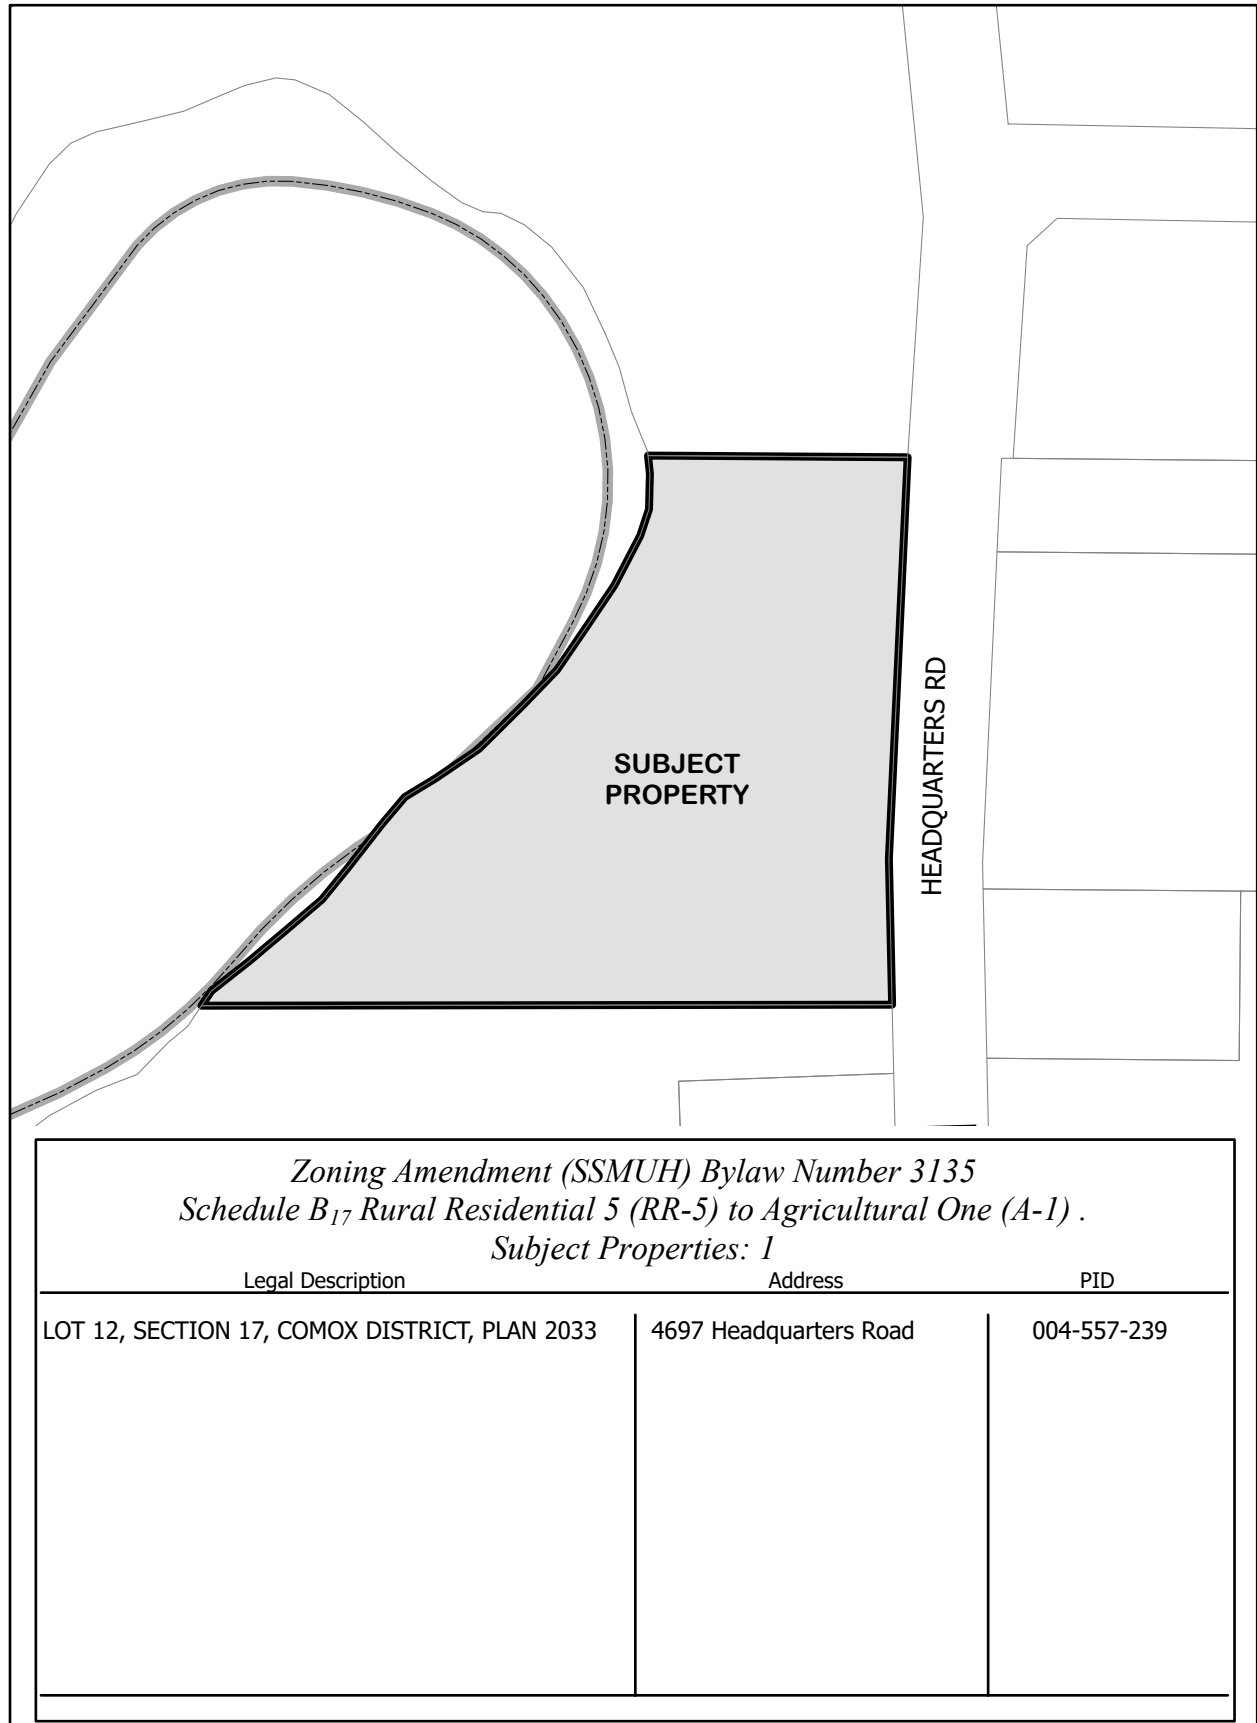 SUBJECT
PROPERTY
HEADQUARTERS RD
Zoning Amendment (SSMUH) Bylaw Number 3135
Schedule B17 Rural Residential 5 (RR-5) to Agricultural One (A-1) .
Subject Properties: 1
Legal Description Address PID
LOT 12, SECTION 17, COMOX DISTRICT, PLAN 2033 4697 Headquarters Road 004-557-239